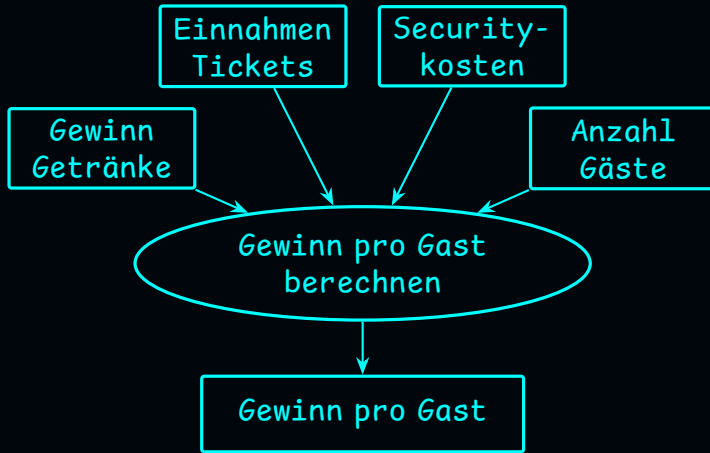 Einnahmen
Tickets
Security-
kosten
Gewinn
Getränke
Anzahl
Gäste
Gewinn pro Gast
berechnen
Gewinn pro Gast